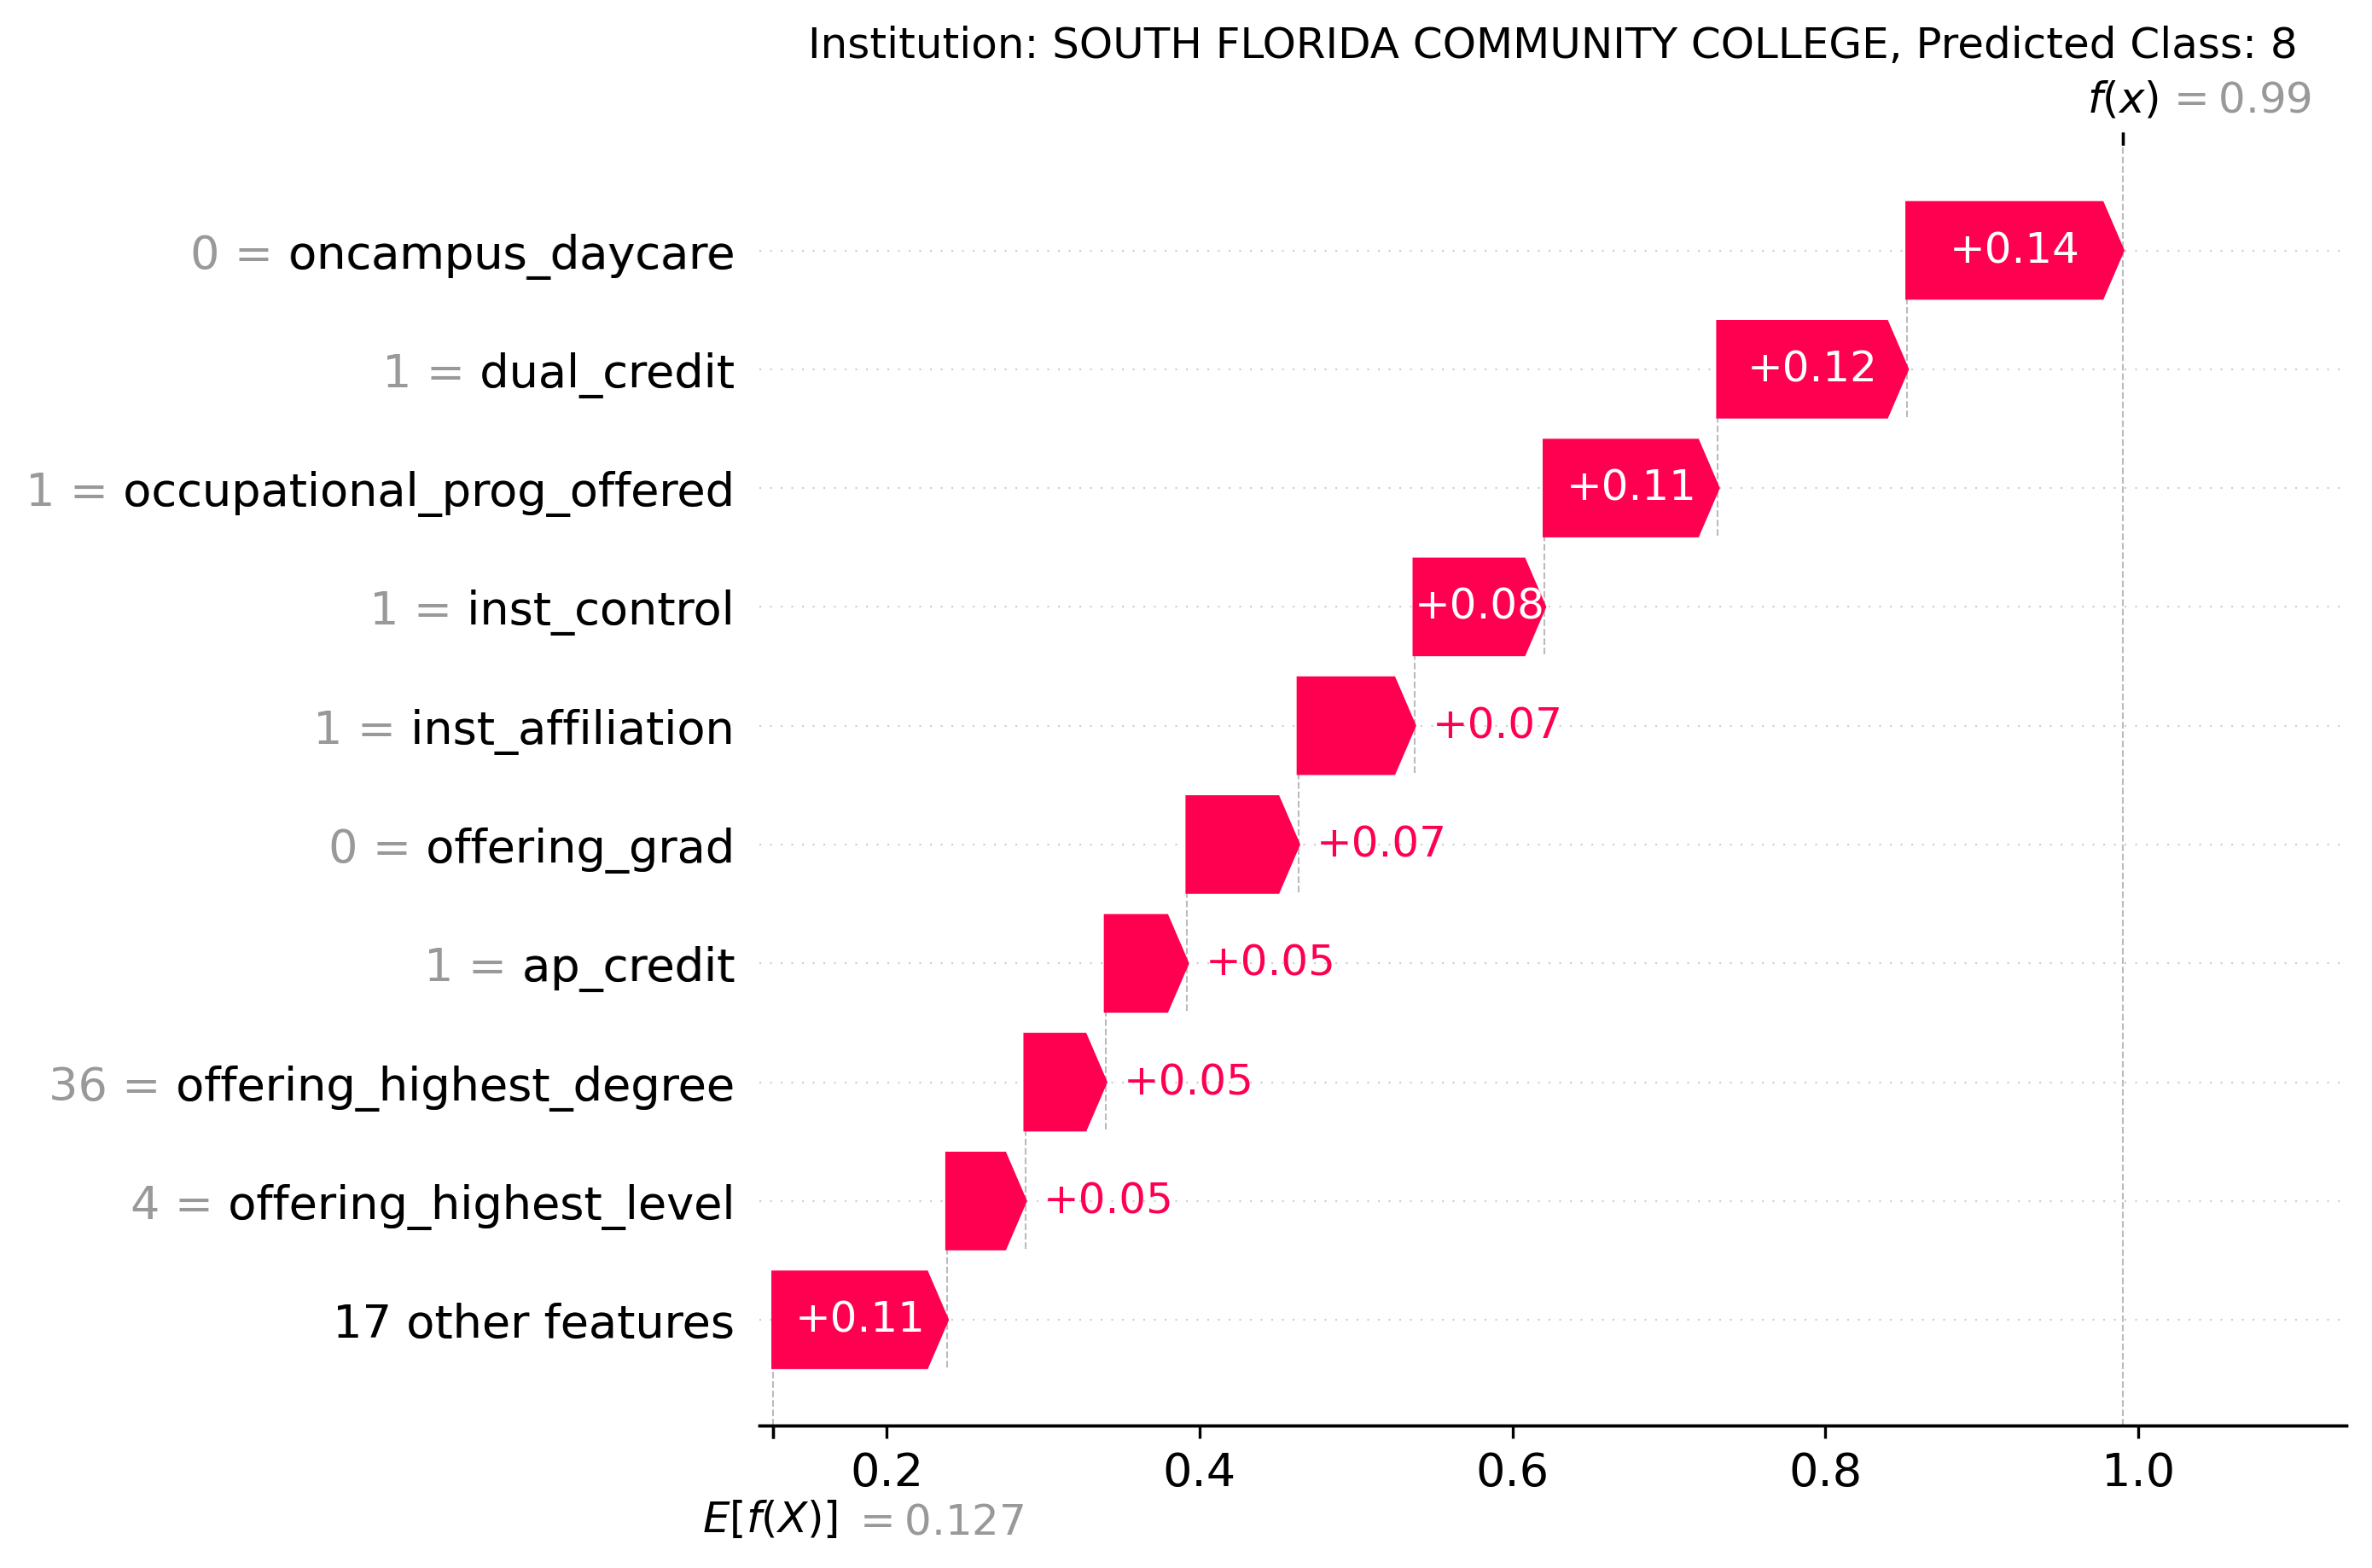 Institution: SOUTH FLORIDA COMMUNITY COLLEGE, Predicted Class: 8
f(x) = 0.99
0 = oncampus_daycare +0.14
1 = dual_credit +0.12
1 = occupational_prog_offered +0.11
1 = inst_control +0.08
1 = inst_affiliation +0.07
0 = offering_grad +0.07
1 = ap_credit +0.05
36 = offering_highest_degree +0.05
4 = offering_highest_level +0.05
17 other features +0.11
0.2 0.4 0.6 0.8 1.0
E[f(X)] = 0.127